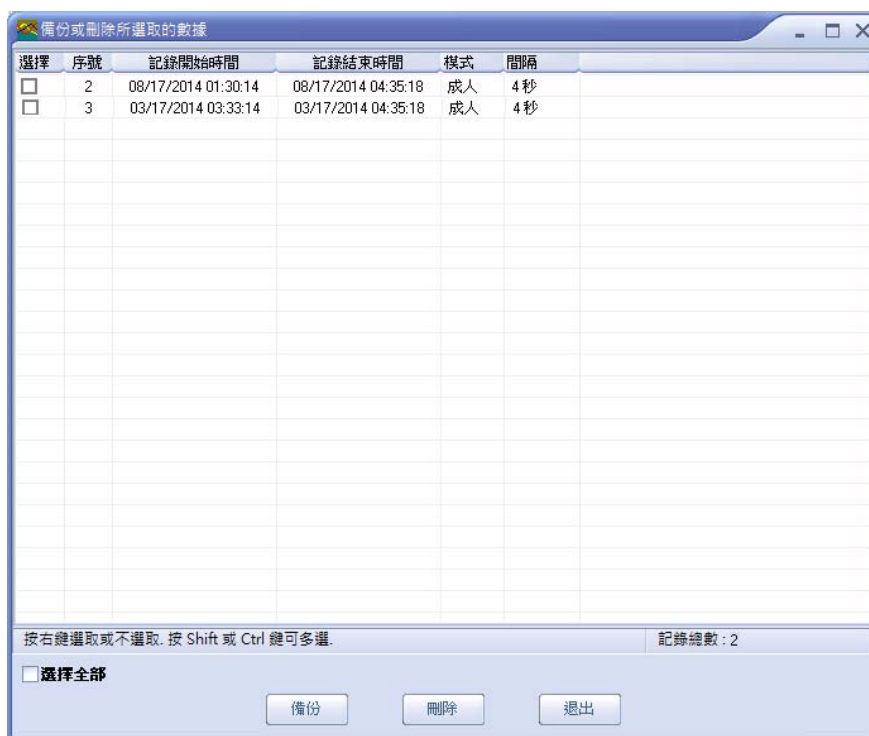 備份或刪除所選取的數據
選擇 序號 記錄開始時間 記錄結束時間 模式 間隔
2 08/17/2014 01:30:14 08/17/2014 04:35:18 成人 4秒
3 03/17/2014 03:33:14 03/17/2014 04:35:18 成人 4秒
按右鍵選取或不選取. 按 Shift 或 Ctrl 鍵可多選. 記錄總數 : 2
選擇全部
備份 刪除 退出